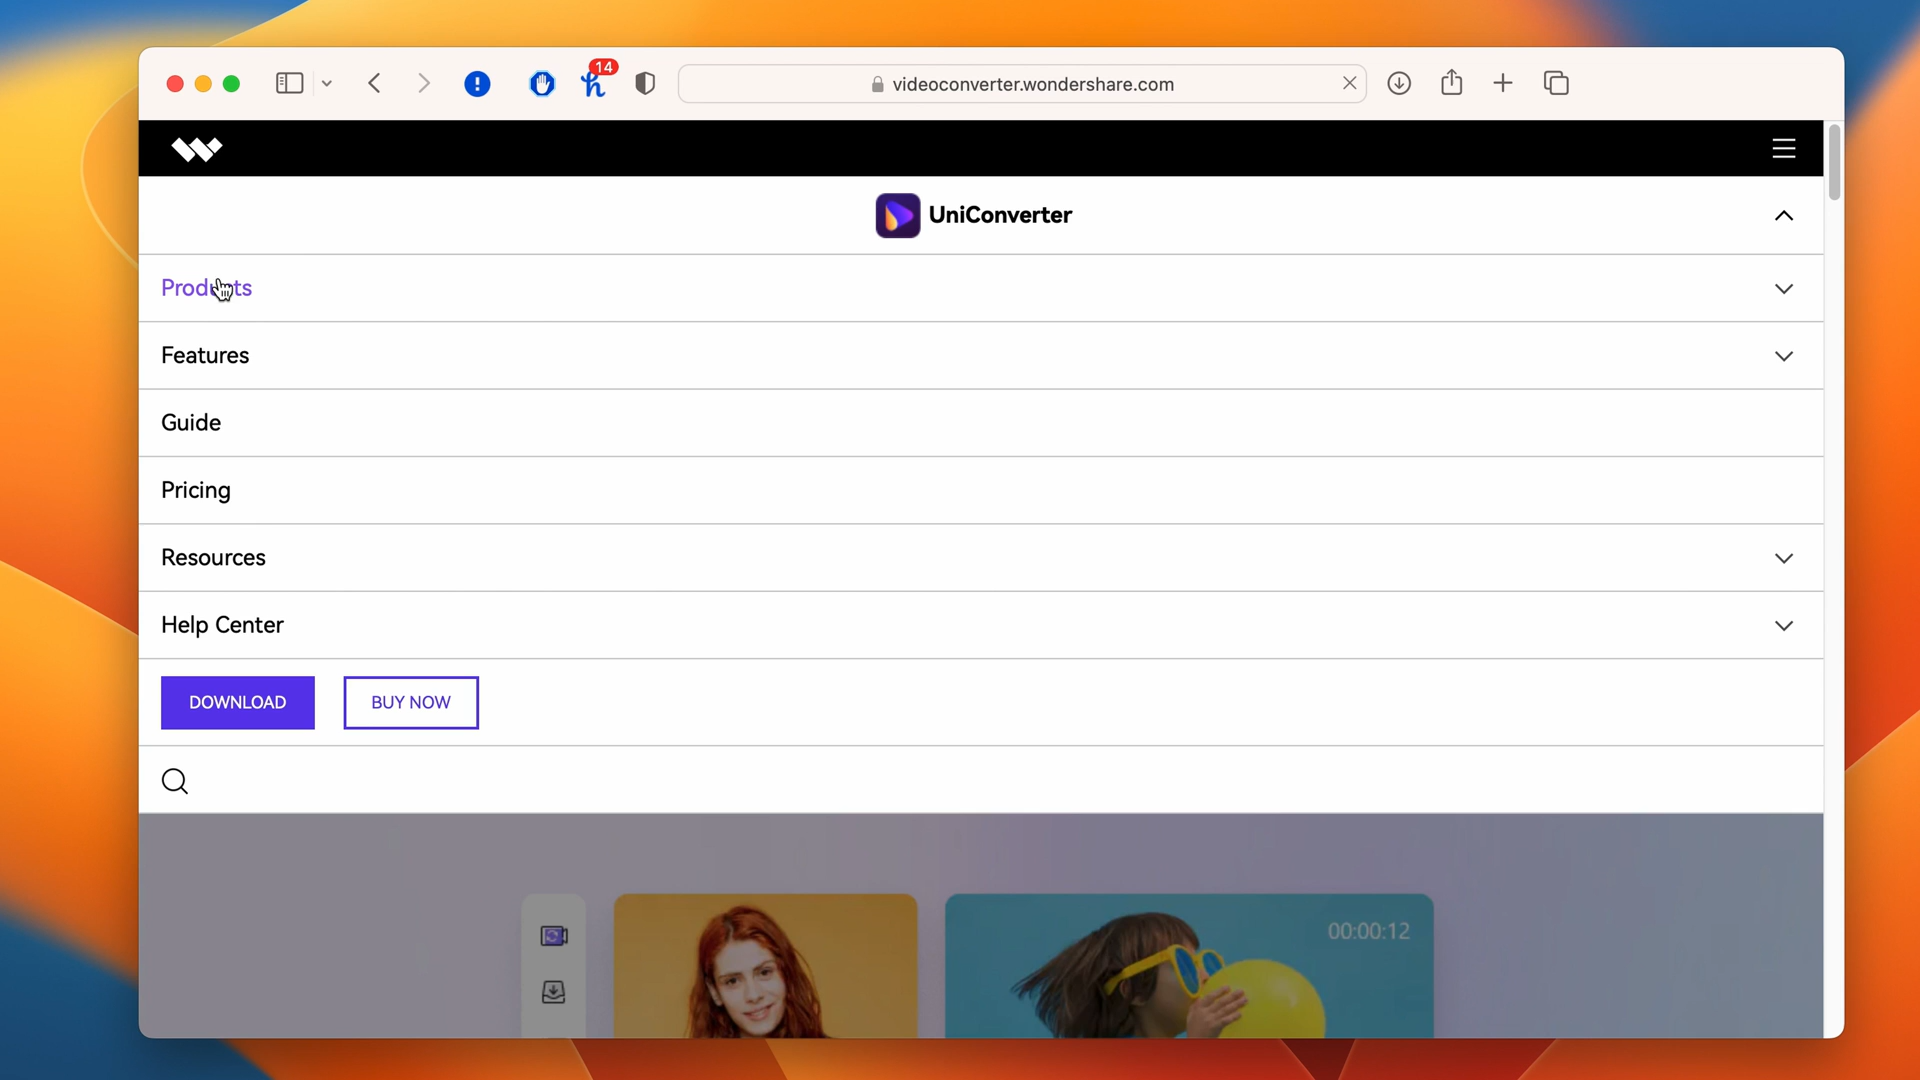 14
videoconverter.wondershare.com
UniConverter
Products
Features
Guide
Pricing
Resources
Help Center
DOWNLOAD BUY NOW
00:00:12